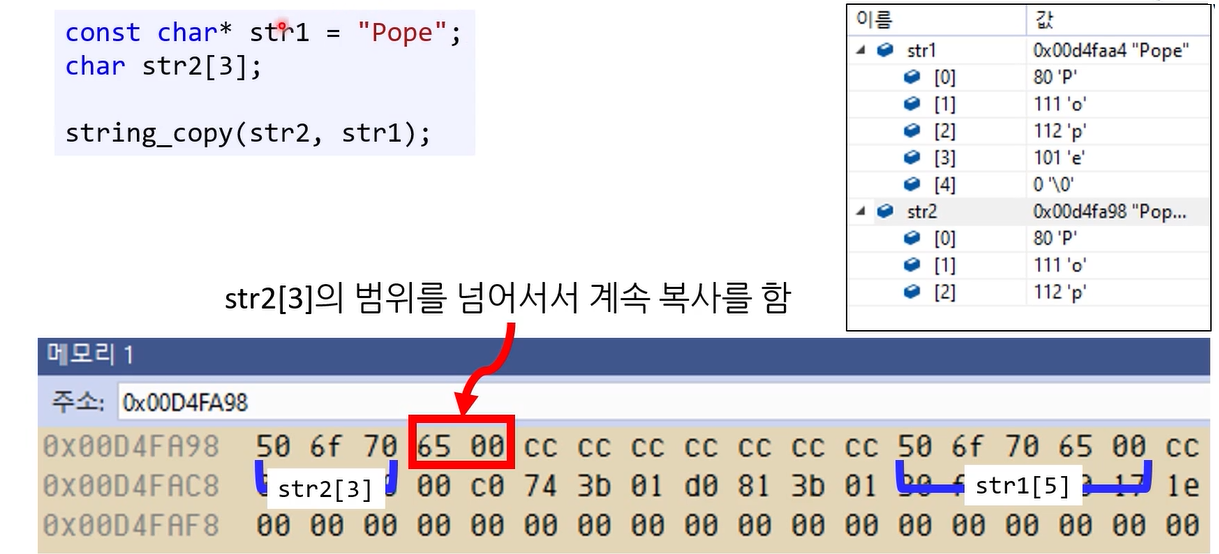 const char* str1 = "Pope";
char str2[3];
string_copy(str2, str1);
이름 값
str1 0x00d4faa4 "Pope"
[0] 80 'P'
[1] 111 'o'
[2] 112 'p'
[3] 101 'e'
[4] 0 '\0'
str2 0x00d4fa98 "Pop...
[0] 80 'P'
[1] 111 'o'
[2] 112 'p'
str2[3]의 범위를 넘어서서 계속 복사를 함
메모리 1
주소: 0x00D4FA98
0x00D4FA98 50 6f 70 65 00 cc cc cc cc cc cc cc 50 6f 70 65 00 cc
0x00D4FAC8 str2[3] 00 c0 74 3b 01 d0 81 3b 01 str1[5] 17 1e
0x00D4FAF8 00 00 00 00 00 00 00 00 00 00 00 00 00 00 00 00 00 00